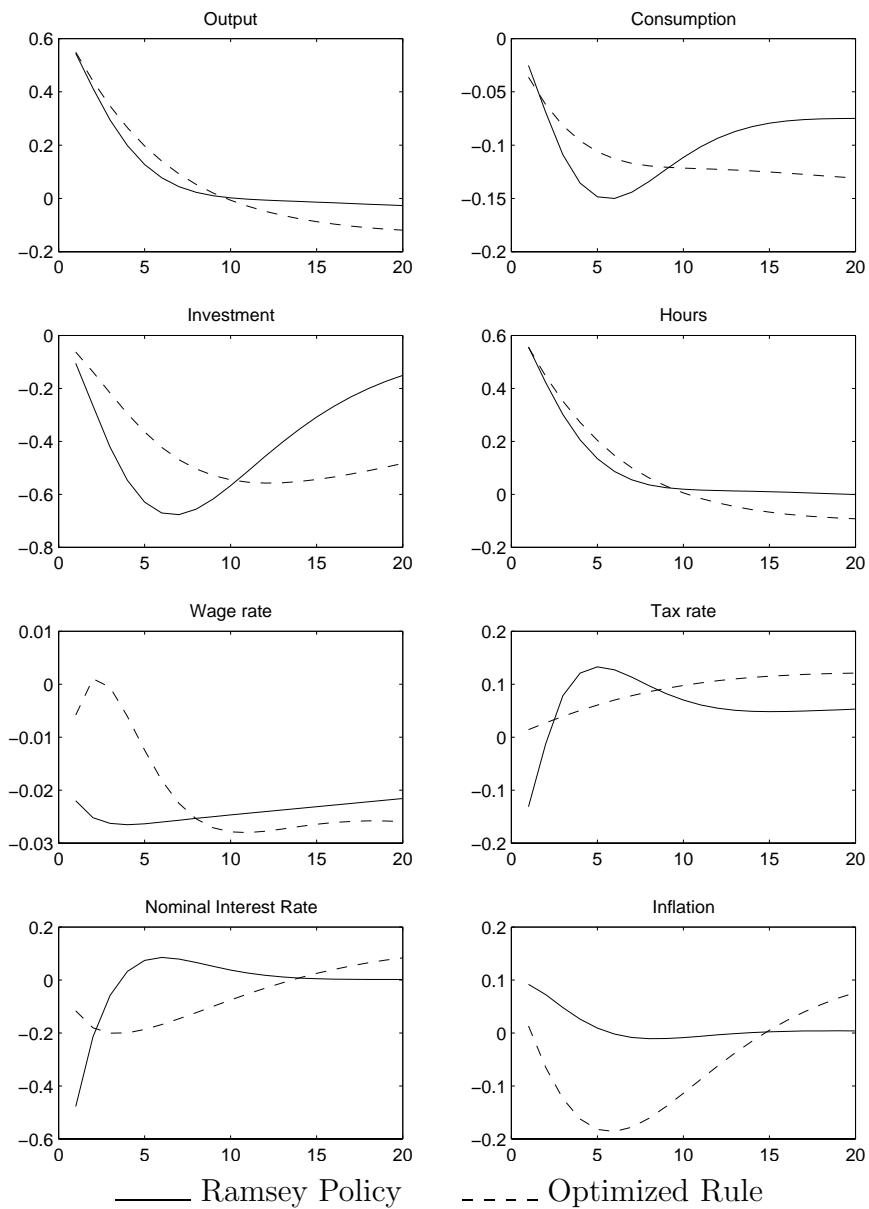 Output
Consumption
0.6
0.4
0.2
0
−0.2
0 5 10 15 20
0
−0.05
−0.1
−0.15
−0.2
0 5 10 15 20
Investment
Hours
0
−0.2
−0.4
−0.6
−0.8
0 5 10 15 20
0.6
0.4
0.2
0
−0.2
0 5 10 15 20
Wage rate
Tax rate
0.01
0
−0.01
−0.02
−0.03
0 5 10 15 20
0.2
0.1
0
−0.1
−0.2
0 5 10 15 20
Nominal Interest Rate
Inflation
0.2
0
−0.2
−0.4
−0.6
0 5 10 15 20
0.2
0.1
0
−0.1
−0.2
0 5 10 15 20
Ramsey Policy
Optimized Rule